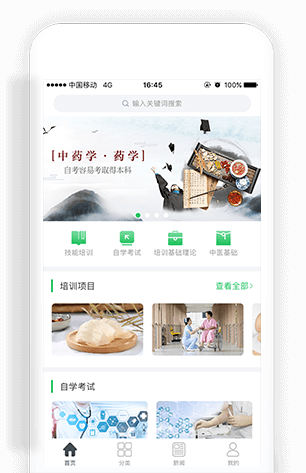 中国移动 4G 16:45 100%
输入关键词搜索
[中药学·药学]
自考容易考取得本科
技能培训 自学考试 培训基础理论 中医基础
培训项目 查看全部>
自学考试
首页 分类 新闻 我的